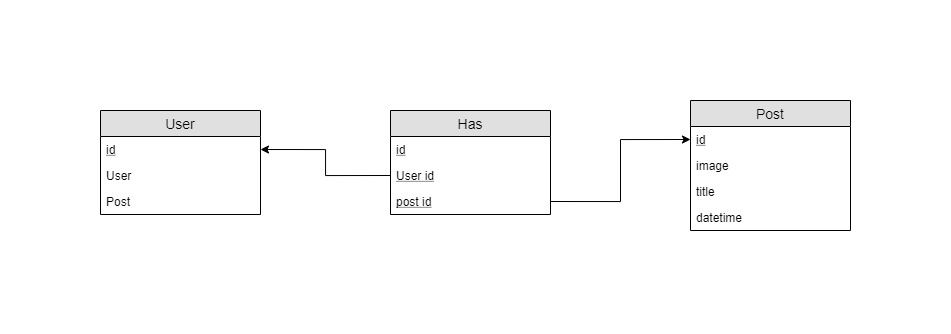 User
id
User
Post
Has
id
User id
post id
Post
id
image
title
datetime